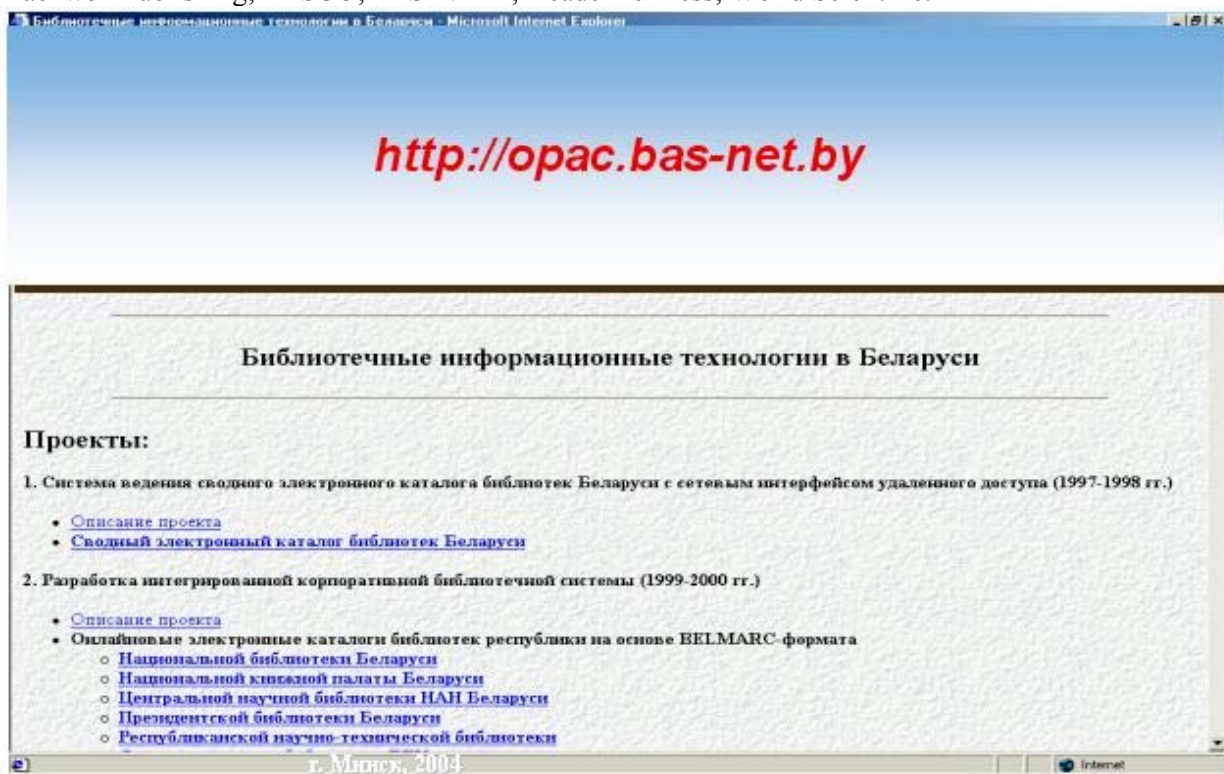 Библиотечные информационные технологии в Беларуси - Microsoft Internet Explorer
http://opac.bas-net.by
Библиотечные информационные технологии в Беларуси
Проекты:
1. Система ведения сводного электронного каталога библиотек Беларуси с сетевым интерфейсом удаленного доступа (1997-1998 гг.)
• Описание проекта
• Сводный электронный каталог библиотек Беларуси
2. Разработка интегрированной корпоративной библиотечной системы (1999-2000 гг.)
• Описание проекта
• Онлайновые электронные каталоги библиотек республики на основе BELMARC-формата
○ Национальной библиотеки Беларуси
○ Национальной книжной палаты Беларуси
○ Центральной научной библиотеки НАН Беларуси
○ Президентской библиотеки Беларуси
○ Республиканской научно-технической библиотеки
г. Минск, 2004
Internet